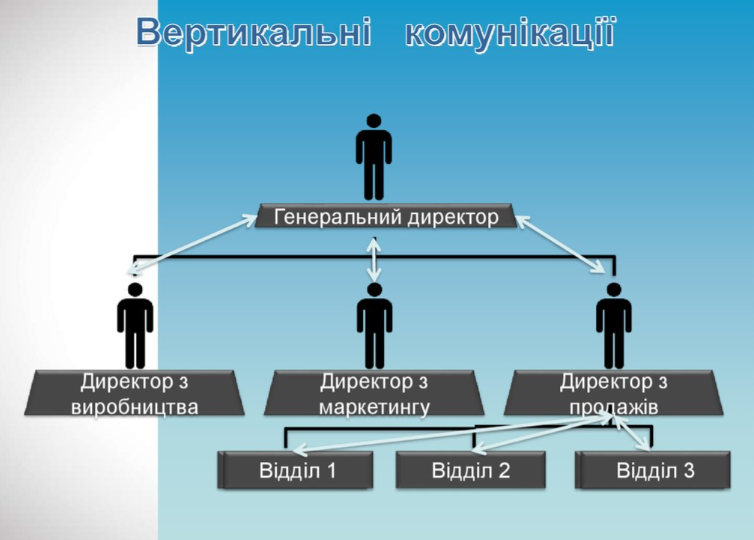 Вертикальні комунікації
Генеральний директор
Директор з
виробництва
Директор з
маркетингу
Директор з
продажів
Відділ 1
Відділ 2
Відділ 3